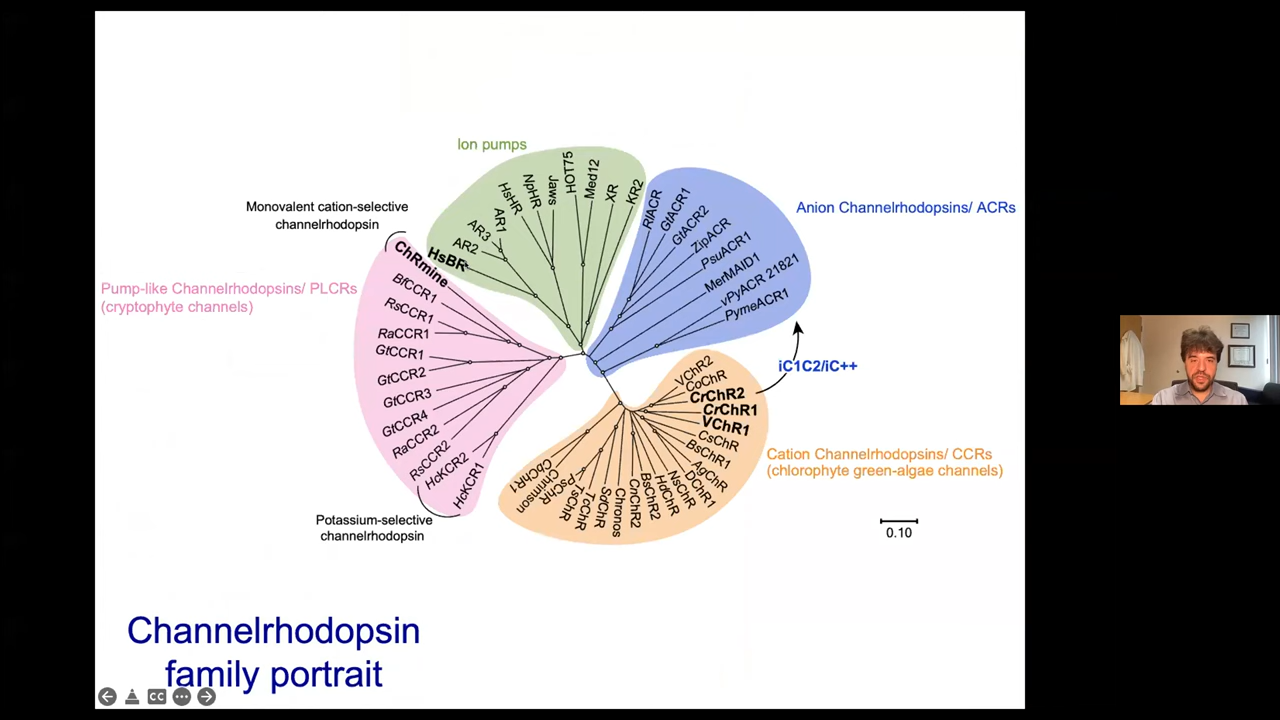 Ion pumps
Monovalent cation-selective
channelrhodopsin
Anion Channelrhodopsins/ ACRs
Pump-like Channelrhodopsins/ PLCRs
(cryptophyte channels)
HsBR
AR2
AR3
AR1
HsHR
NpHR
Jaws
HOT75
Med12
XR
KR2
RlACR
GtACR1
GtACR2
ZipACR
PsuACR1
MerMAID1
vPyACR 21821
PymeACR1
iC1C2/iC++
ChRmine
BfCCR1
RsCCR1
RaCCR1
GtCCR1
GtCCR2
GtCCR3
GtCCR4
RaCCR2
RsCCR2
HcKCR2
HcKCR1
VChR2
CoChR
CrChR2
CrChR1
VChR1
CsChR
BsChR1
AgChR
DChR1
NsChR
HdChR
BsChR2
CnChR2
Chronos
SdChR
TcChR
TsChR
PsChR
Chrimson
CbChR1
Cation Channelrhodopsins/ CCRs
(chlorophyte green-algae channels)
Potassium-selective
channelrhodopsin
0.10
Channelrhodopsin
family portrait
CC